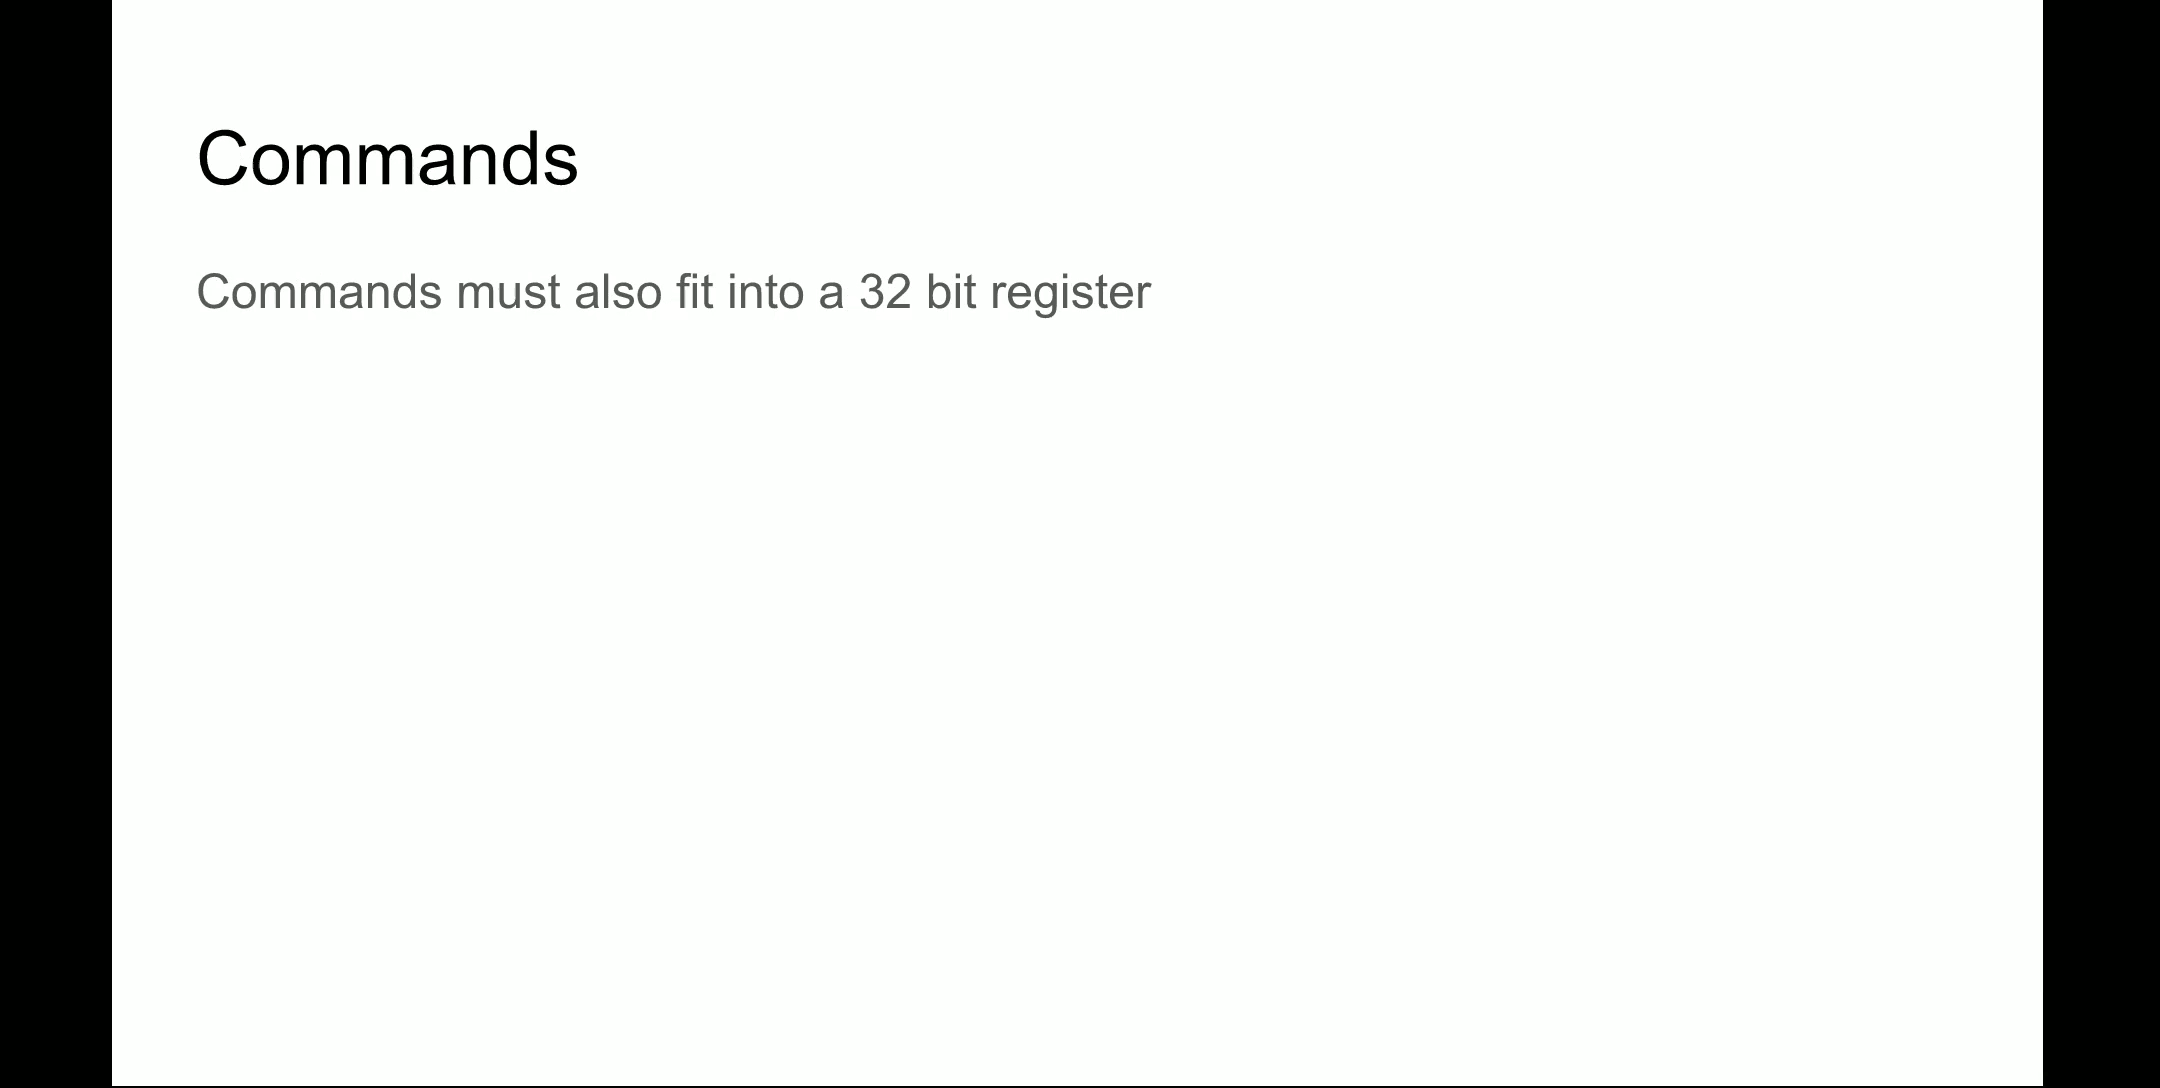 Commands
Commands must also fit into a 32 bit register